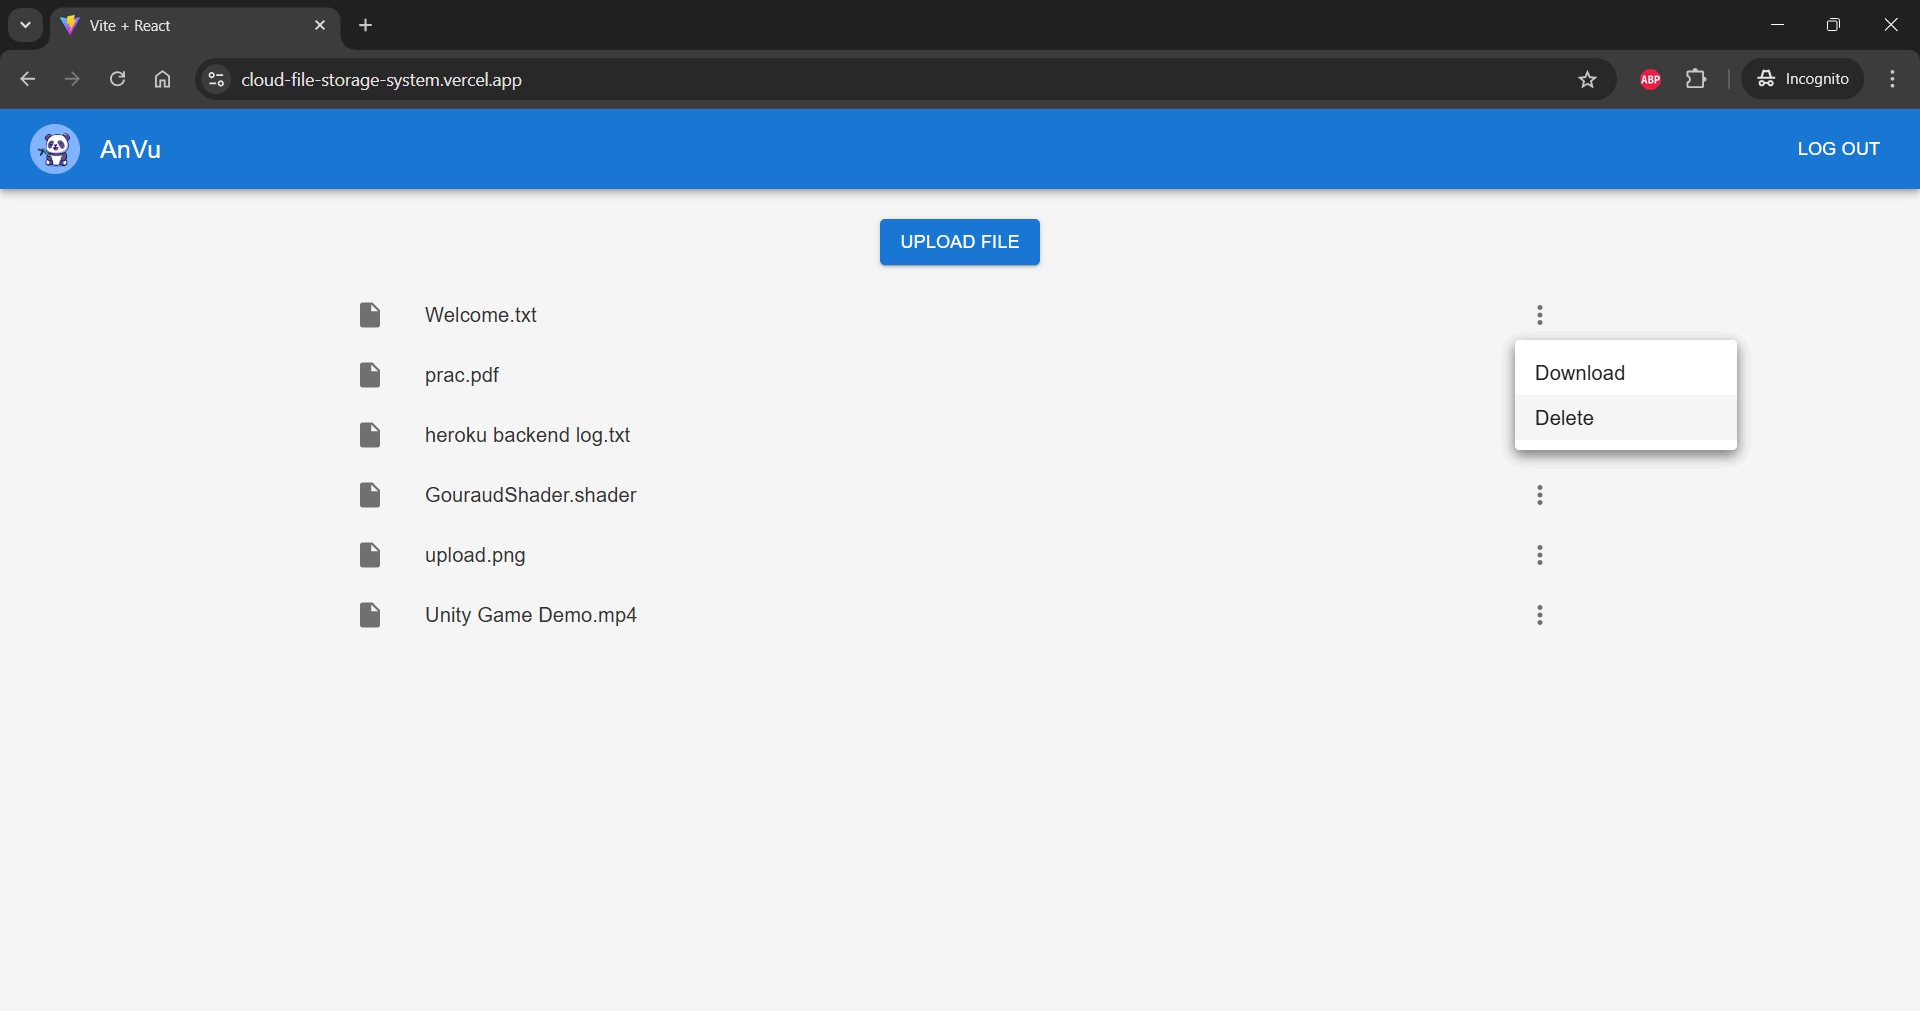 Vite + React
cloud-file-storage-system.vercel.app
ABP
Incognito
AnVu
LOG OUT
UPLOAD FILE
Welcome.txt
prac.pdf
Download
Delete
heroku backend log.txt
GouraudShader.shader
upload.png
Unity Game Demo.mp4